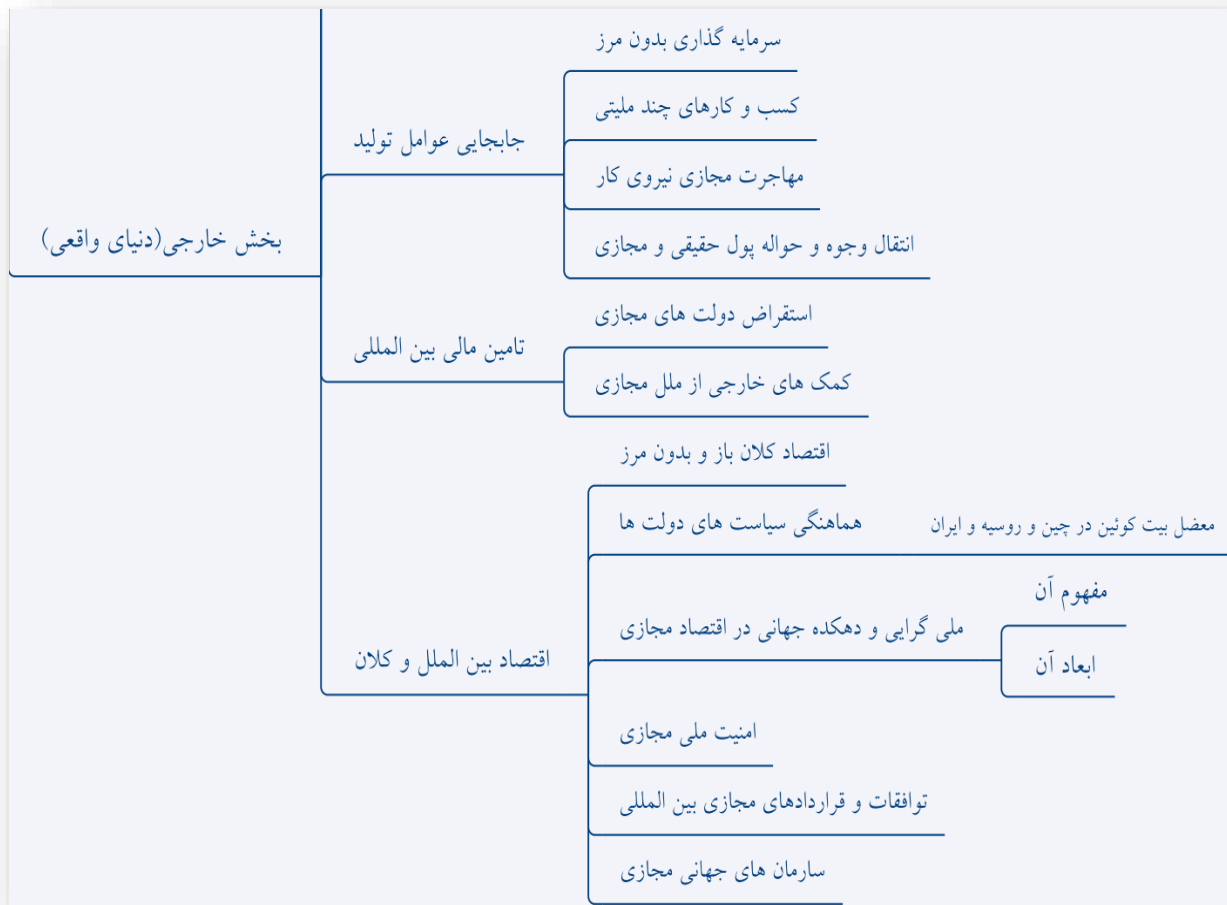 سرمایه گذاری بدون مرز
کسب و کارهای چند ملیتی
جابجایی عوامل تولید
مهاجرت مجازی نیروی کار
بخش خارجی(دنیای واقعی)
انتقال وجوه و حواله پول حقیقی و مجازی
استقراض دولت های مجازی
تامین مالی بین المللی
کمک های خارجی از ملل مجازی
اقتصاد کلان باز و بدون مرز
هماهنگی سیاست های دولت ها
معضل بیت کوئین در چین و روسیه و ایران
مفهوم آن
ملی گرایی و دهکده جهانی در اقتصاد مجازی
ابعاد آن
اقتصاد بین الملل و کلان
امنیت ملی مجازی
توافقات و قراردادهای مجازی بین المللی
سارمان های جهانی مجازی